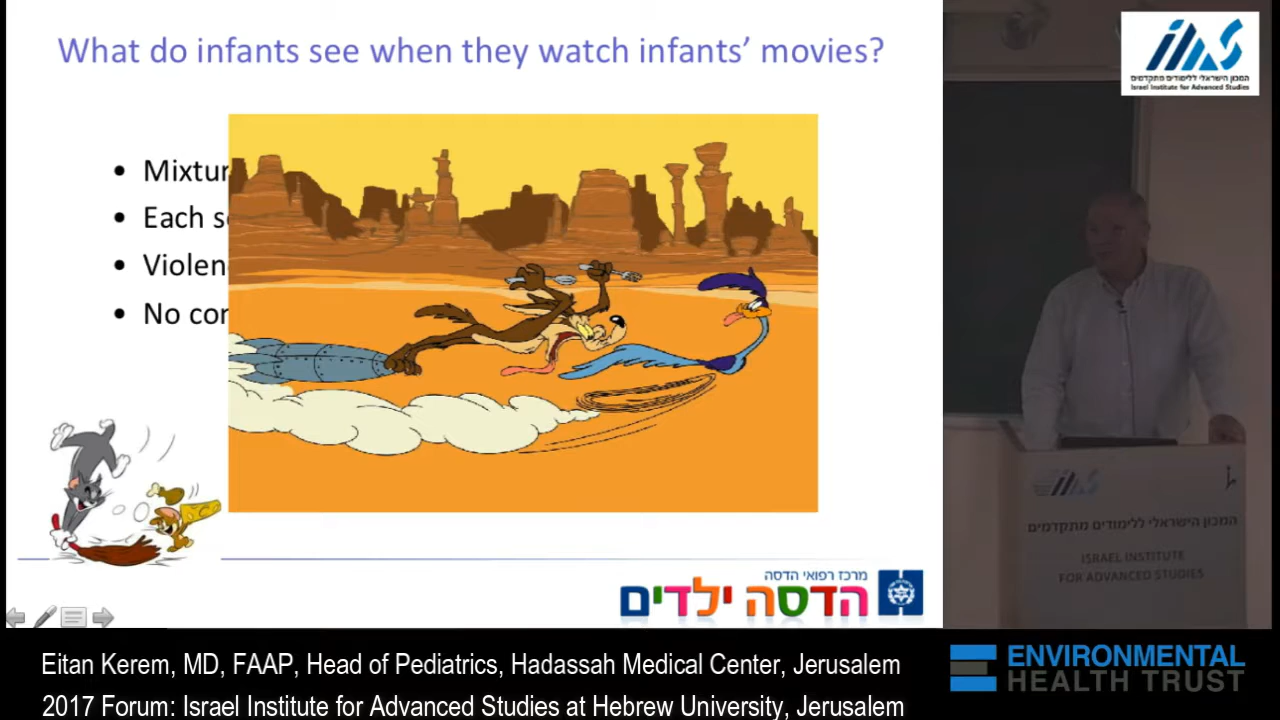 What do infants see when they watch infants' movies?
• Mixtur
• Each s
• Violen
• No cor
מרכז רפואי הדסה
הדסה ילדים
המכון הישראלי ללימודים מתקדמים
Israel Institute for Advanced Studies
המכון הישראלי ללימודים מתקדמים
ISRAEL INSTITUTE
FOR ADVANCED STUDIES
Eitan Kerem, MD, FAAP, Head of Pediatrics, Hadassah Medical Center, Jerusalem
2017 Forum: Israel Institute for Advanced Studies at Hebrew University, Jerusalem
ENVIRONMENTAL
HEALTH TRUST